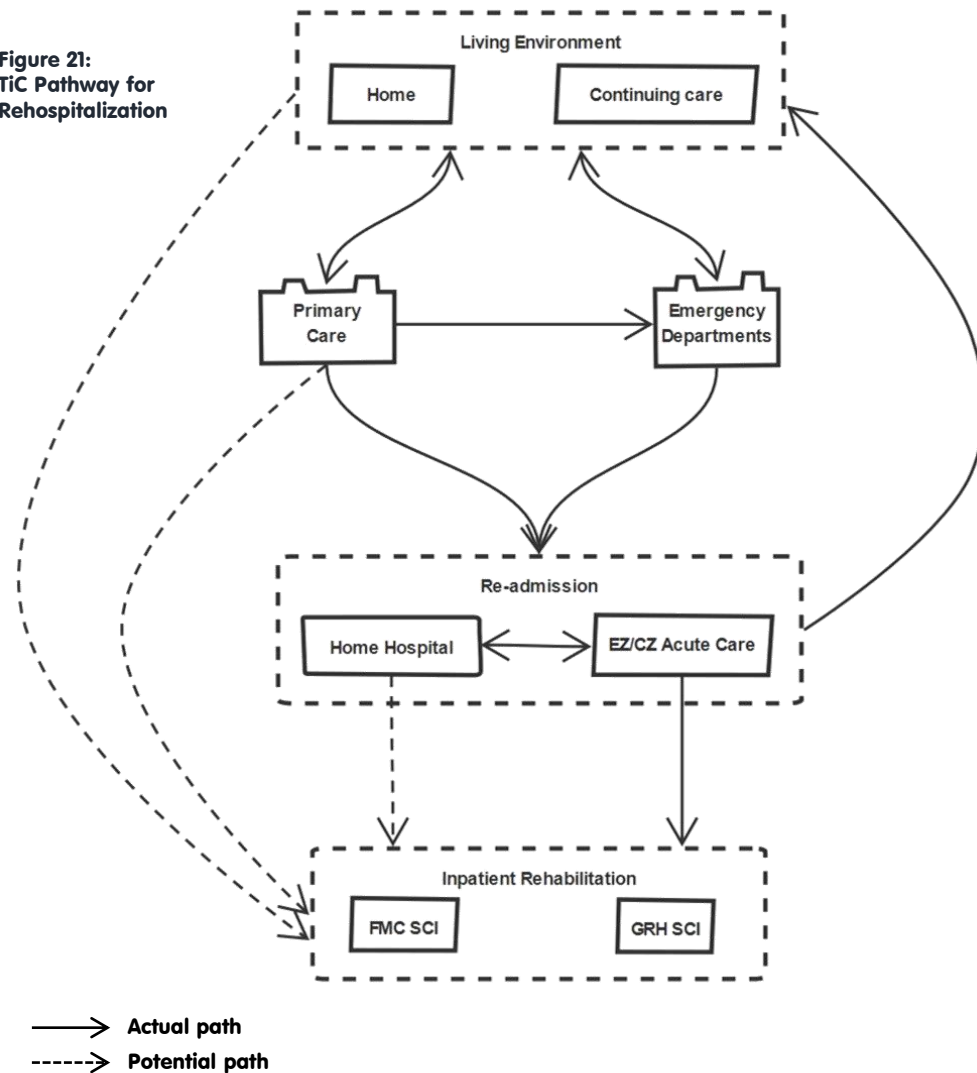 Figure 21:
TiC Pathway for
Rehospitalization
Living Environment
Home
Continuing care
Primary
Care
Emergency
Departments
Re-admission
Home Hospital
EZ/CZ Acute Care
Inpatient Rehabilitation
FMC SCI
GRH SCI
Actual path
Potential path